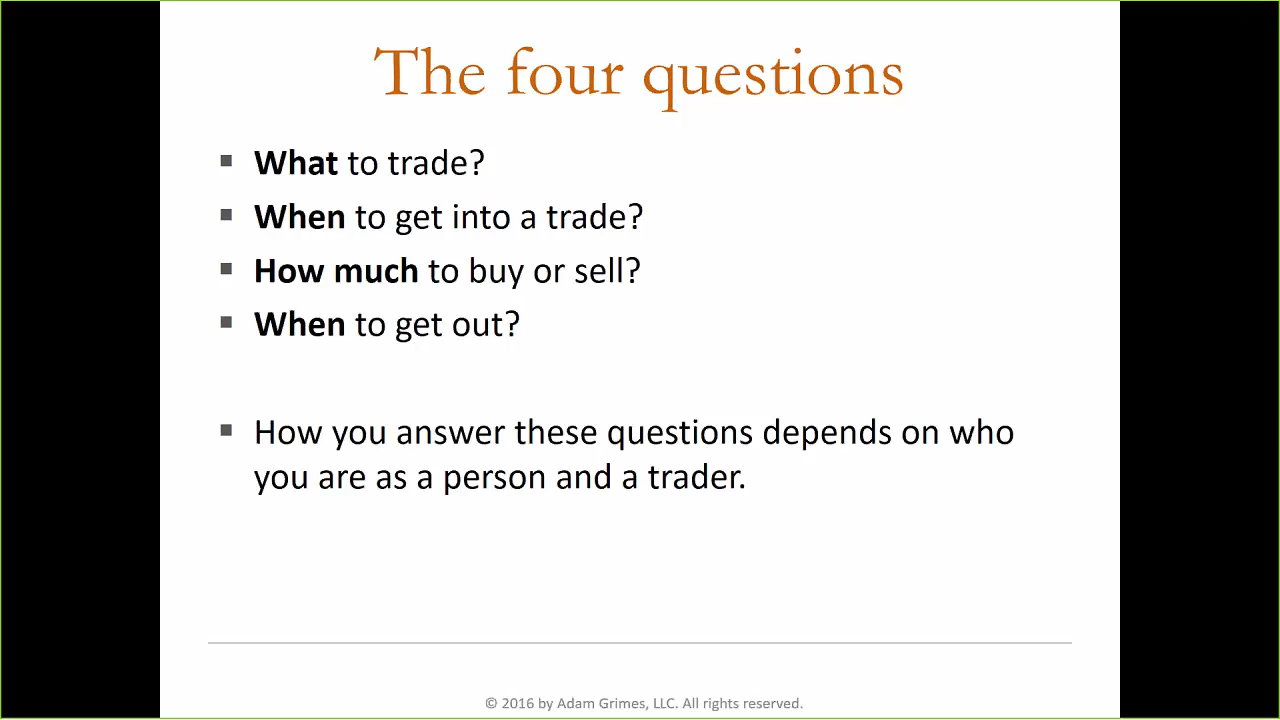 The four questions
▪ What to trade?
▪ When to get into a trade?
▪ How much to buy or sell?
▪ When to get out?
▪ How you answer these questions depends on who
you are as a person and a trader.
© 2016 by Adam Grimes, LLC. All rights reserved.